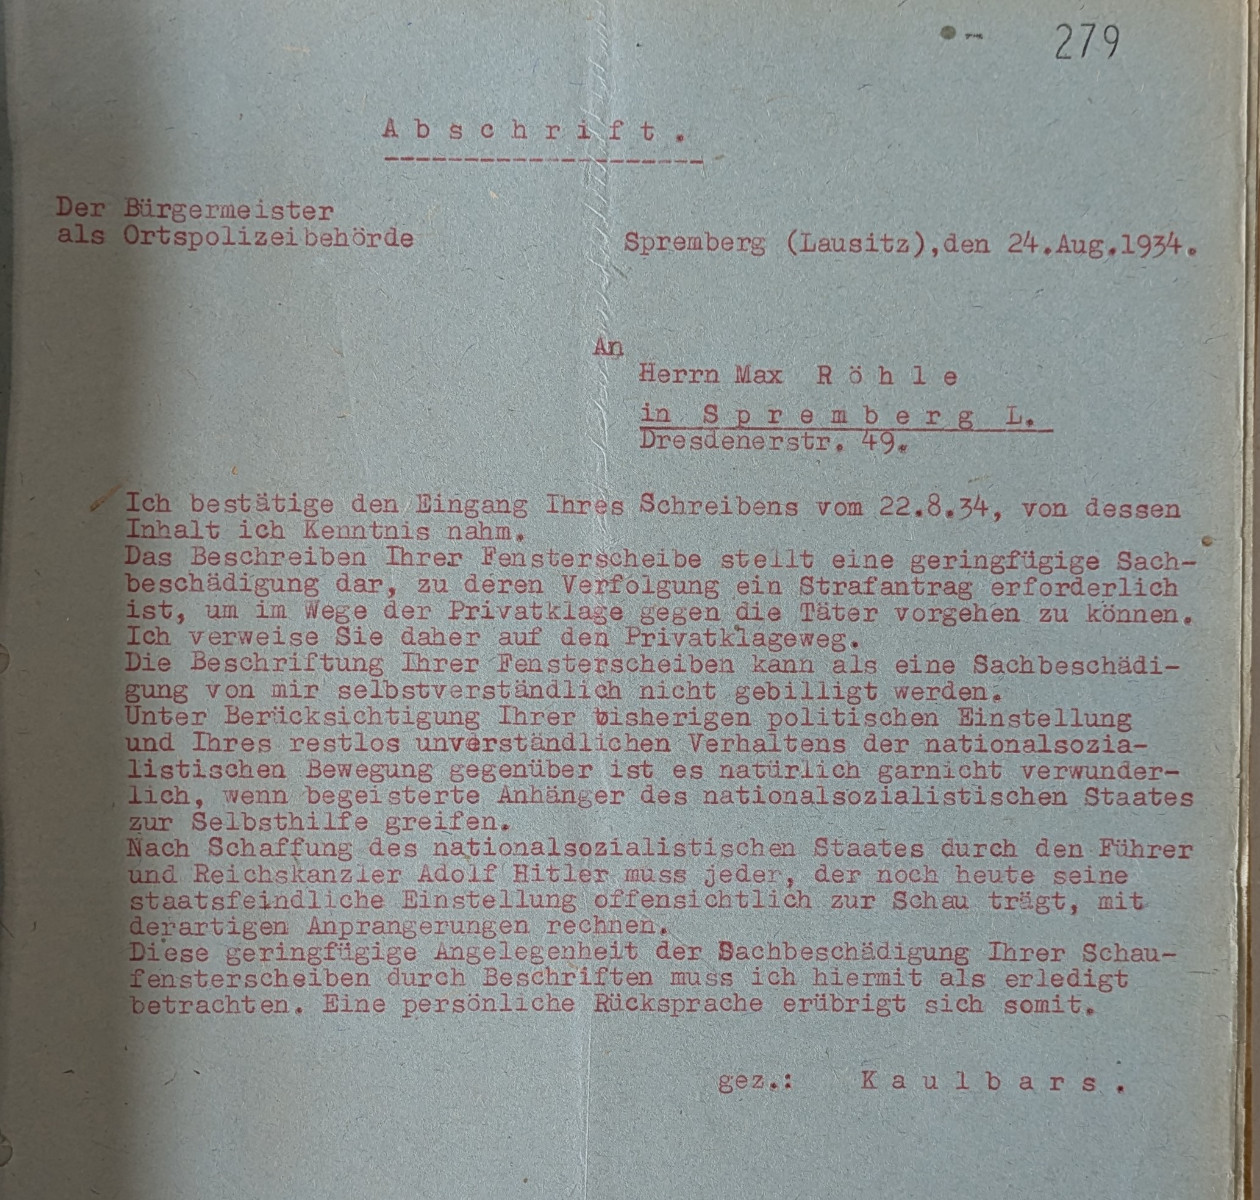 279
Abschrift.
Der Bürgermeister
als Ortspolizeibehörde
Spremberg (Lausitz),den 24.Aug.1934.
An
Herrn Max Röhle
in Spremberg L.
Dresdenerstr. 49.
Ich bestätige den Eingang Ihres Schreibens vom 22.8.34, von dessen
Inhalt ich Kenntnis nahm.
Das Beschreiben Ihrer Fensterscheibe stellt eine geringfügige Sach-
beschädigung dar, zu deren Verfolgung ein Strafantrag erforderlich
ist, um im Wege der Privatklage gegen die Täter vorgehen zu können.
Ich verweise Sie daher auf den Privatklageweg.
Die Beschriftung Ihrer Fensterscheiben kann als eine Sachbeschädi-
gung von mir selbstverständlich nicht gebilligt werden.
Unter Berücksichtigung Ihrer bisherigen politischen Einstellung
und Ihres restlos unverständlichen Verhaltens der nationalsozia-
listischen Bewegung gegenüber ist es natürlich garnicht verwunder-
lich, wenn begeisterte Anhänger des nationalsozialistischen Staates
zur Selbsthilfe greifen.
Nach Schaffung des nationalsozialistischen Staates durch den Führer
und Reichskanzler Adolf Hitler muss jeder, der noch heute seine
staatsfeindliche Einstellung offensichtlich zur Schau trägt, mit
derartigen Anprangerungen rechnen.
Diese geringfügige Angelegenheit der Sachbeschädigung Ihrer Schau-
fensterscheiben durch Beschriften muss ich hiermit als erledigt
betrachten. Eine persönliche Rücksprache erübrigt sich somit.
gez.: Kaulbars.